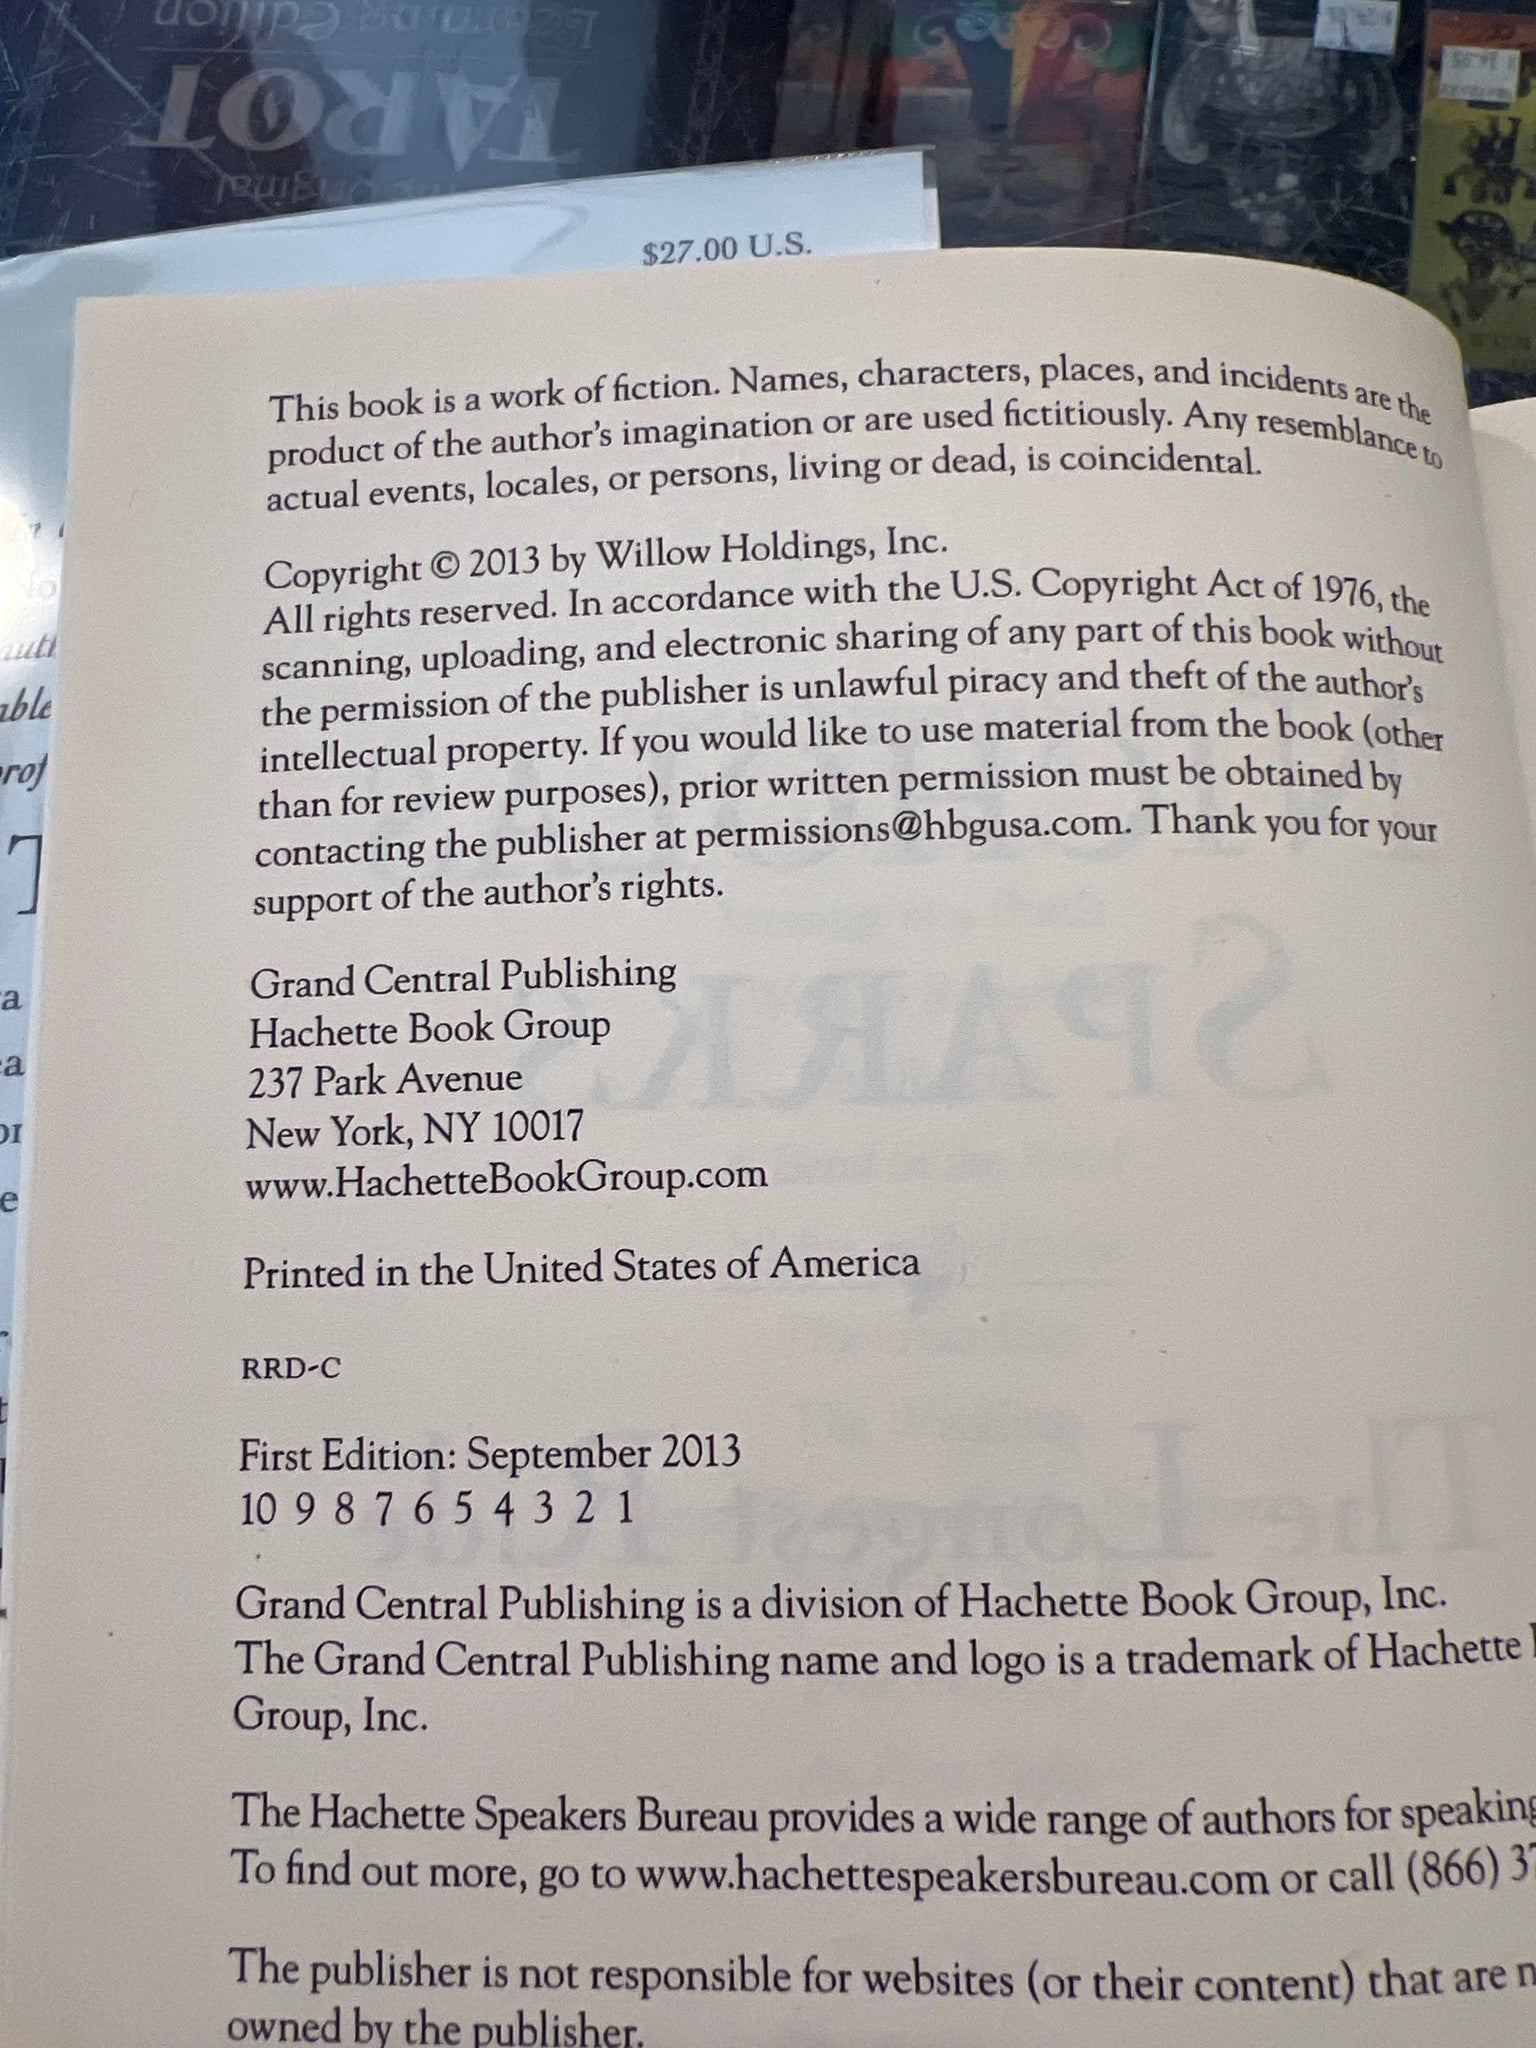 Learning Edition
TAROT
Original
$27.00 U.S.
This book is a work of fiction. Names, characters, places, and incidents are the
product of the author's imagination or are used fictitiously. Any resemblance to
actual events, locales, or persons, living or dead, is coincidental.
Copyright © 2013 by Willow Holdings, Inc.
All rights reserved. In accordance with the U.S. Copyright Act of 1976, the
scanning, uploading, and electronic sharing of any part of this book without
the permission of the publisher is unlawful piracy and theft of the author's
intellectual property. If you would like to use material from the book (other
than for review purposes), prior written permission must be obtained by
contacting the publisher at permissions@hbgusa.com. Thank you for your
support of the author's rights.
Grand Central Publishing
Hachette Book Group
237 Park Avenue
New York, NY 10017
www.HachetteBookGroup.com
Printed in the United States of America
RRD-C
First Edition: September 2013
10 9 8 7 6 5 4 3 2 1
Grand Central Publishing is a division of Hachette Book Group, Inc.
The Grand Central Publishing name and logo is a trademark of Hachette
Group, Inc.
The Hachette Speakers Bureau provides a wide range of authors for speaking
To find out more, go to www.hachettespeakersbureau.com or call (866) 37
The publisher is not responsible for websites (or their content) that are
owned by the publisher.
SPARKS
The Longest Ride